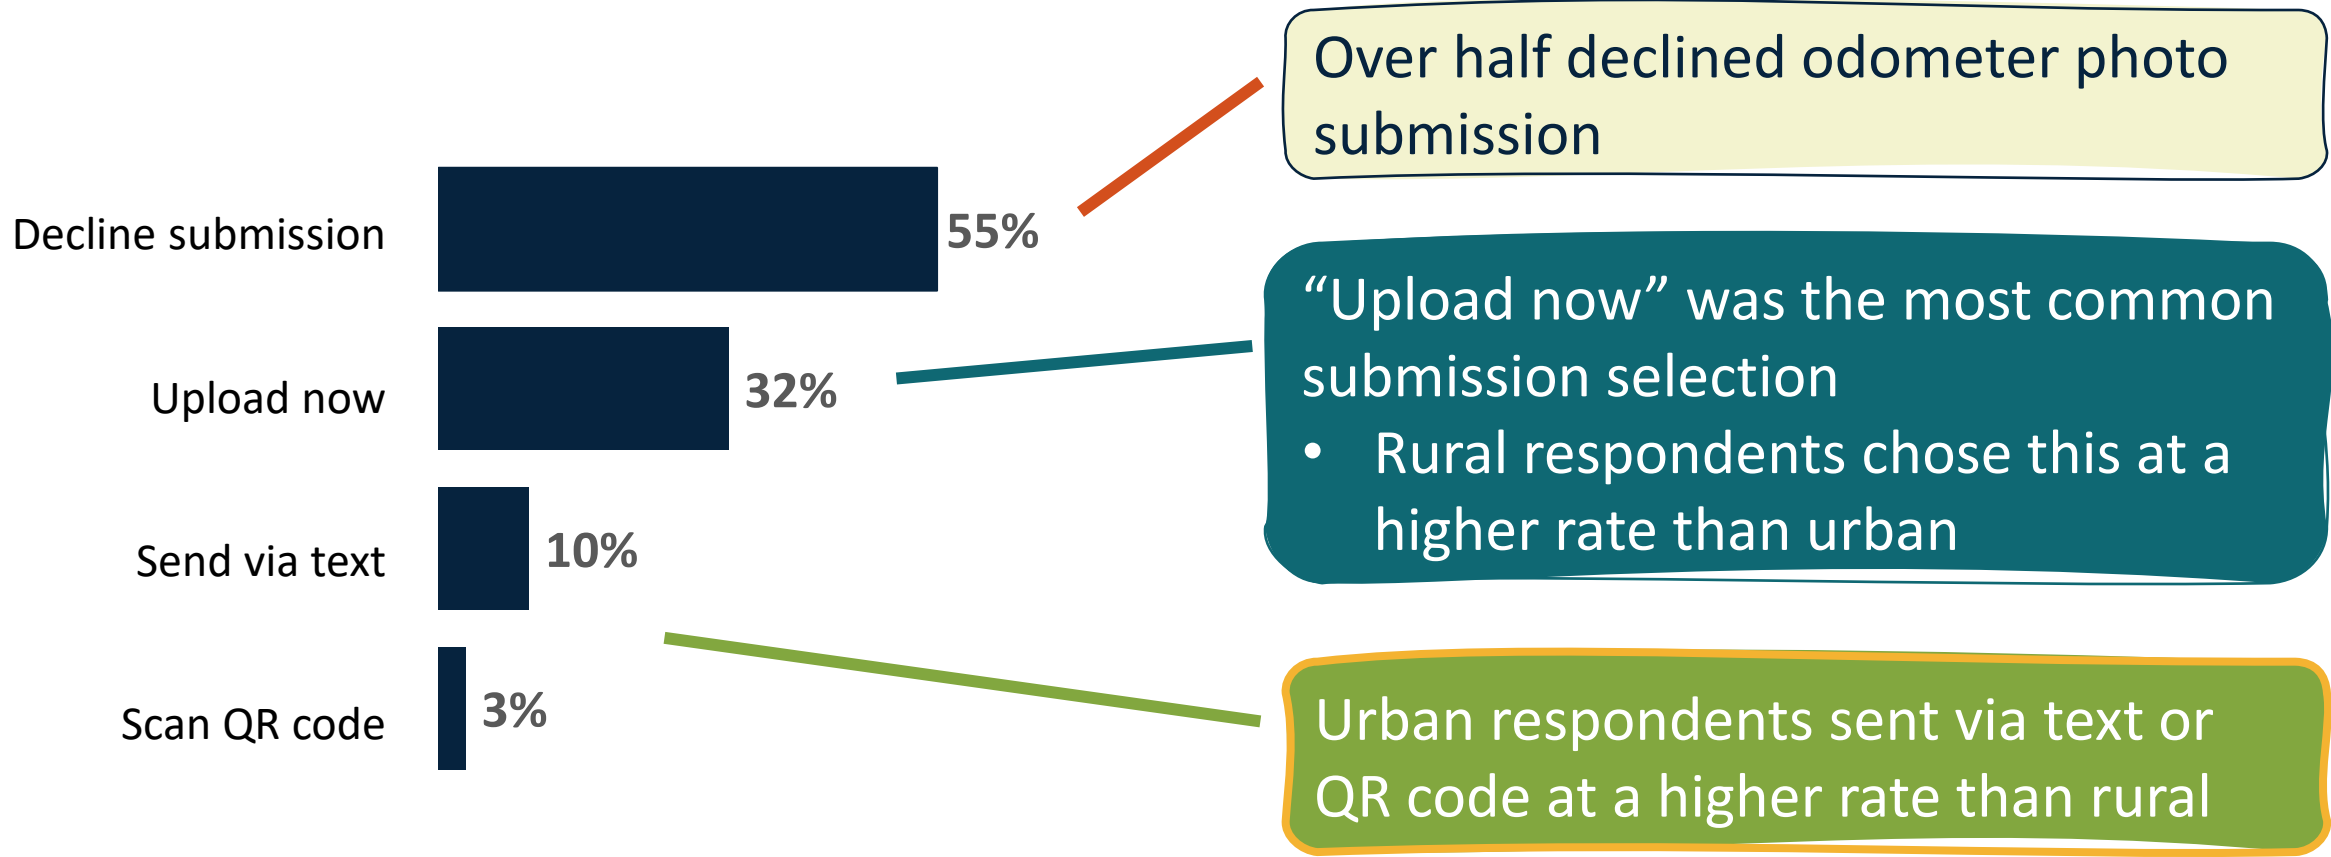 Over half declined odometer photo
submission
Decline submission
55%
“Upload now” was the most common
submission selection
• Rural respondents chose this at a
higher rate than urban
Upload now
32%
Send via text
10%
Scan QR code
3%
Urban respondents sent via text or
QR code at a higher rate than rural